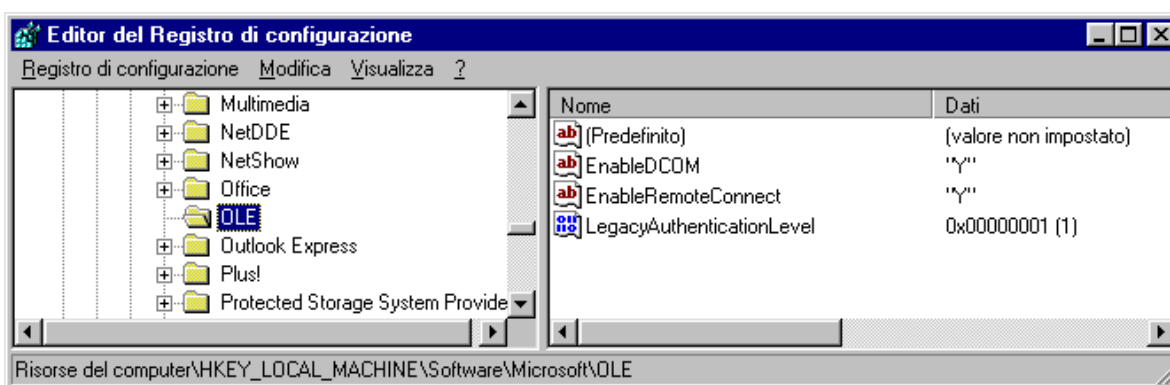 Editor del Registro di configurazione
Registro di configurazione Modifica Visualizza ?
Multimedia
NetDDE
NetShow
Office
OLE
Outlook Express
Plus!
Protected Storage System Provide
Nome Dati
(Predefinito) (valore non impostato)
EnableDCOM "Y"
EnableRemoteConnect "Y"
LegacyAuthenticationLevel 0x00000001 (1)
Risorse del computer\HKEY_LOCAL_MACHINE\Software\Microsoft\OLE